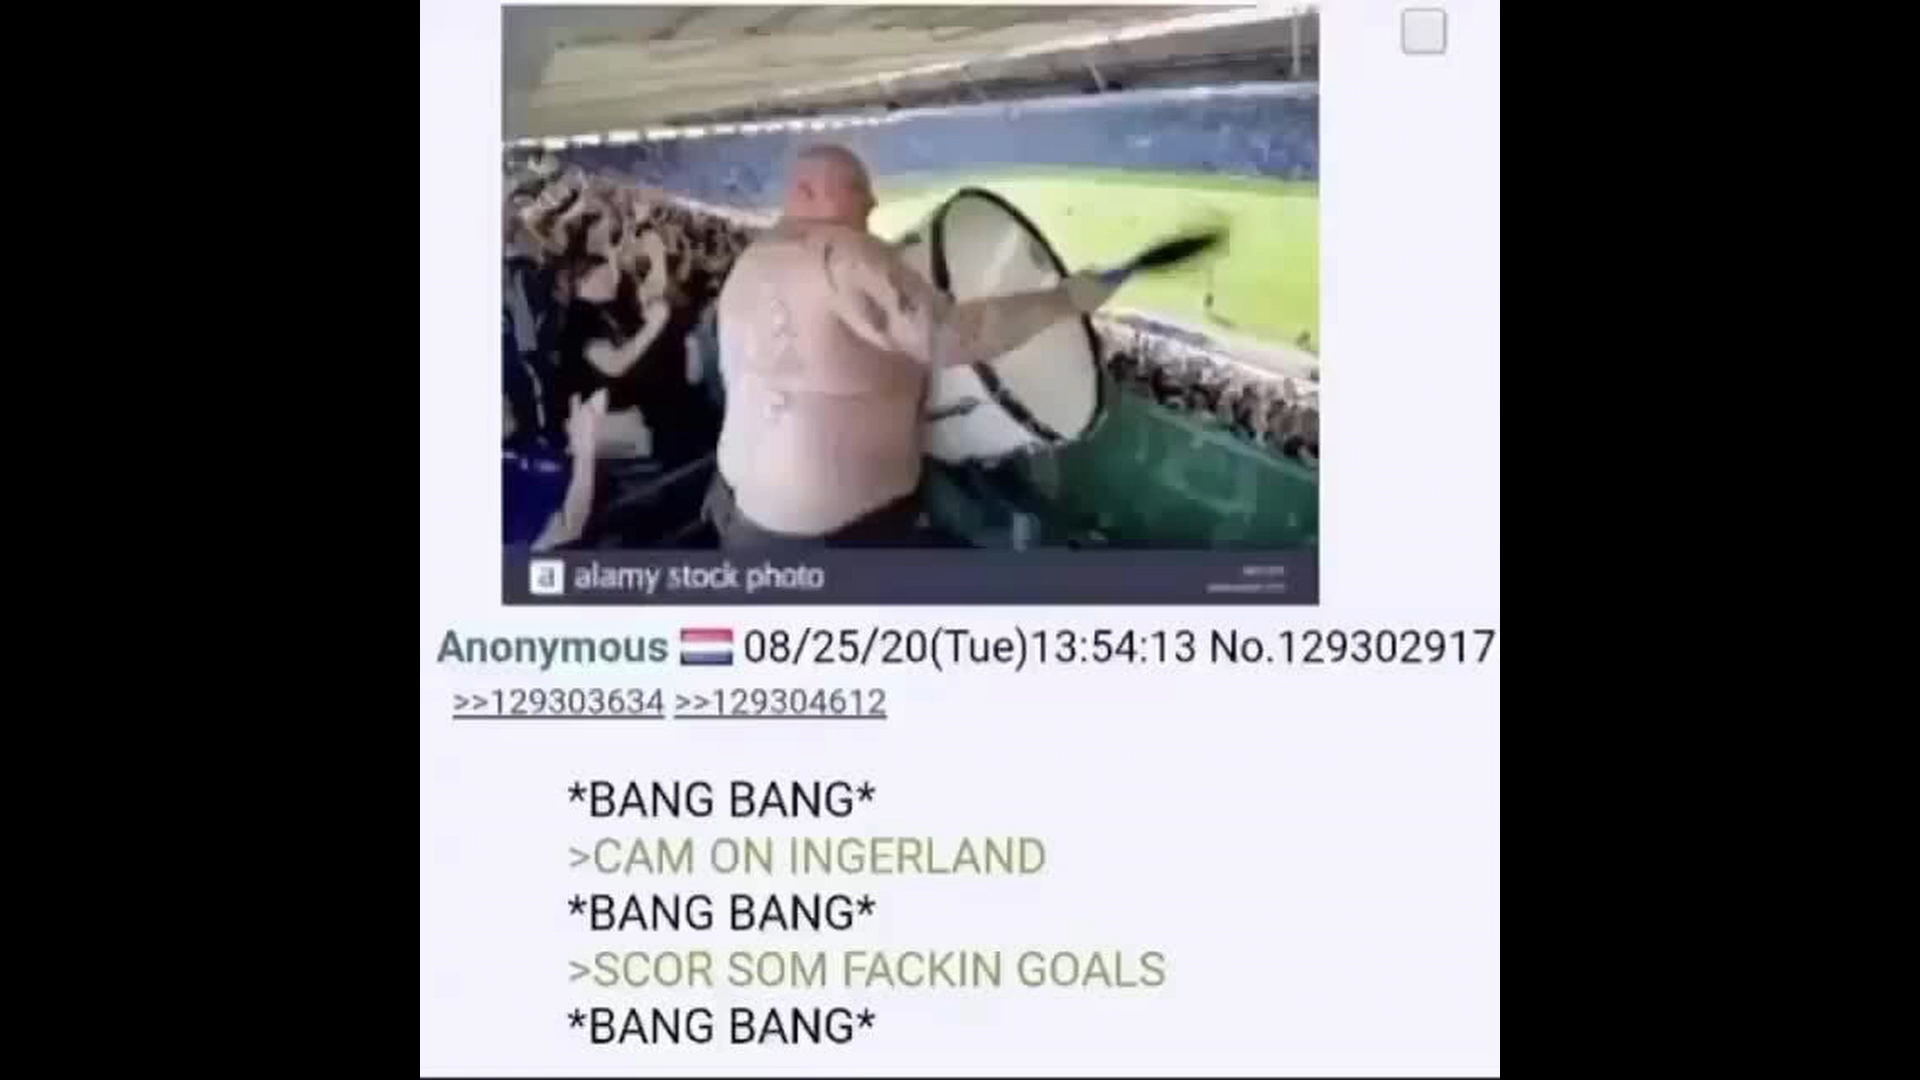 a alamy stock photo
Anonymous 08/25/20(Tue)13:54:13 No.129302917
>>129303634 >>129304612
*BANG BANG*
>CAM ON INGERLAND
*BANG BANG*
>SCOR SOM FACKIN GOALS
*BANG BANG*